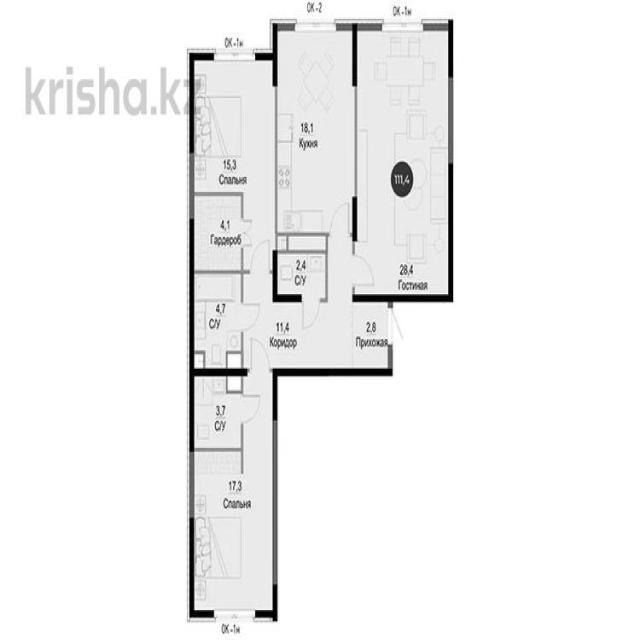 ОК-2
ОК-1н
ОК-1н
krisha.kz
18,1
Кухня
15,3
Спальня
111,4
4,1
Гардероб
2,4
С/У
28,4
Гостиная
4,7
С/У
11,4
Коридор
2,8
Прихожая
3,7
С/У
17,3
Спальня
ОК-1н